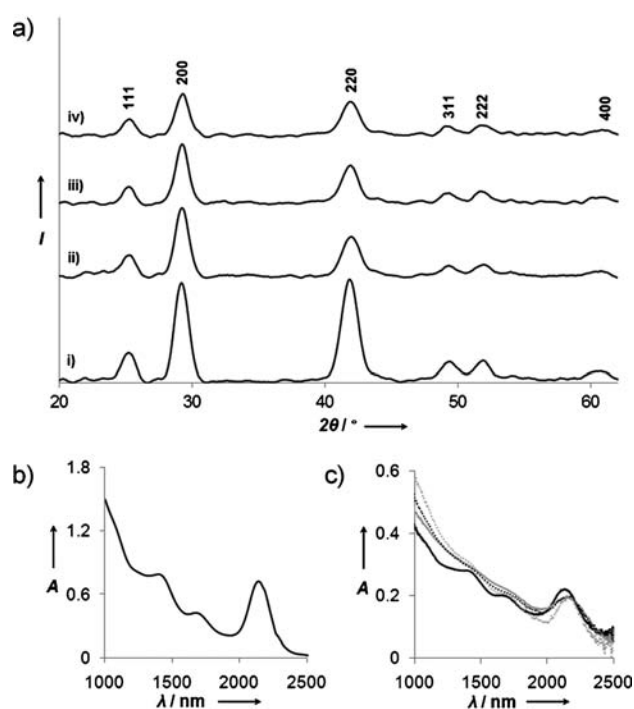 a)
111
200
220
311
222
400
iv)
iii)
ii)
i)
I
20 30 40 50 60
2θ / °
b)
c)
1.8
1.2
0.6
0
A
1000 1500 2000 2500
λ / nm
0.6
0.4
0.2
0
A
1000 1500 2000 2500
λ / nm